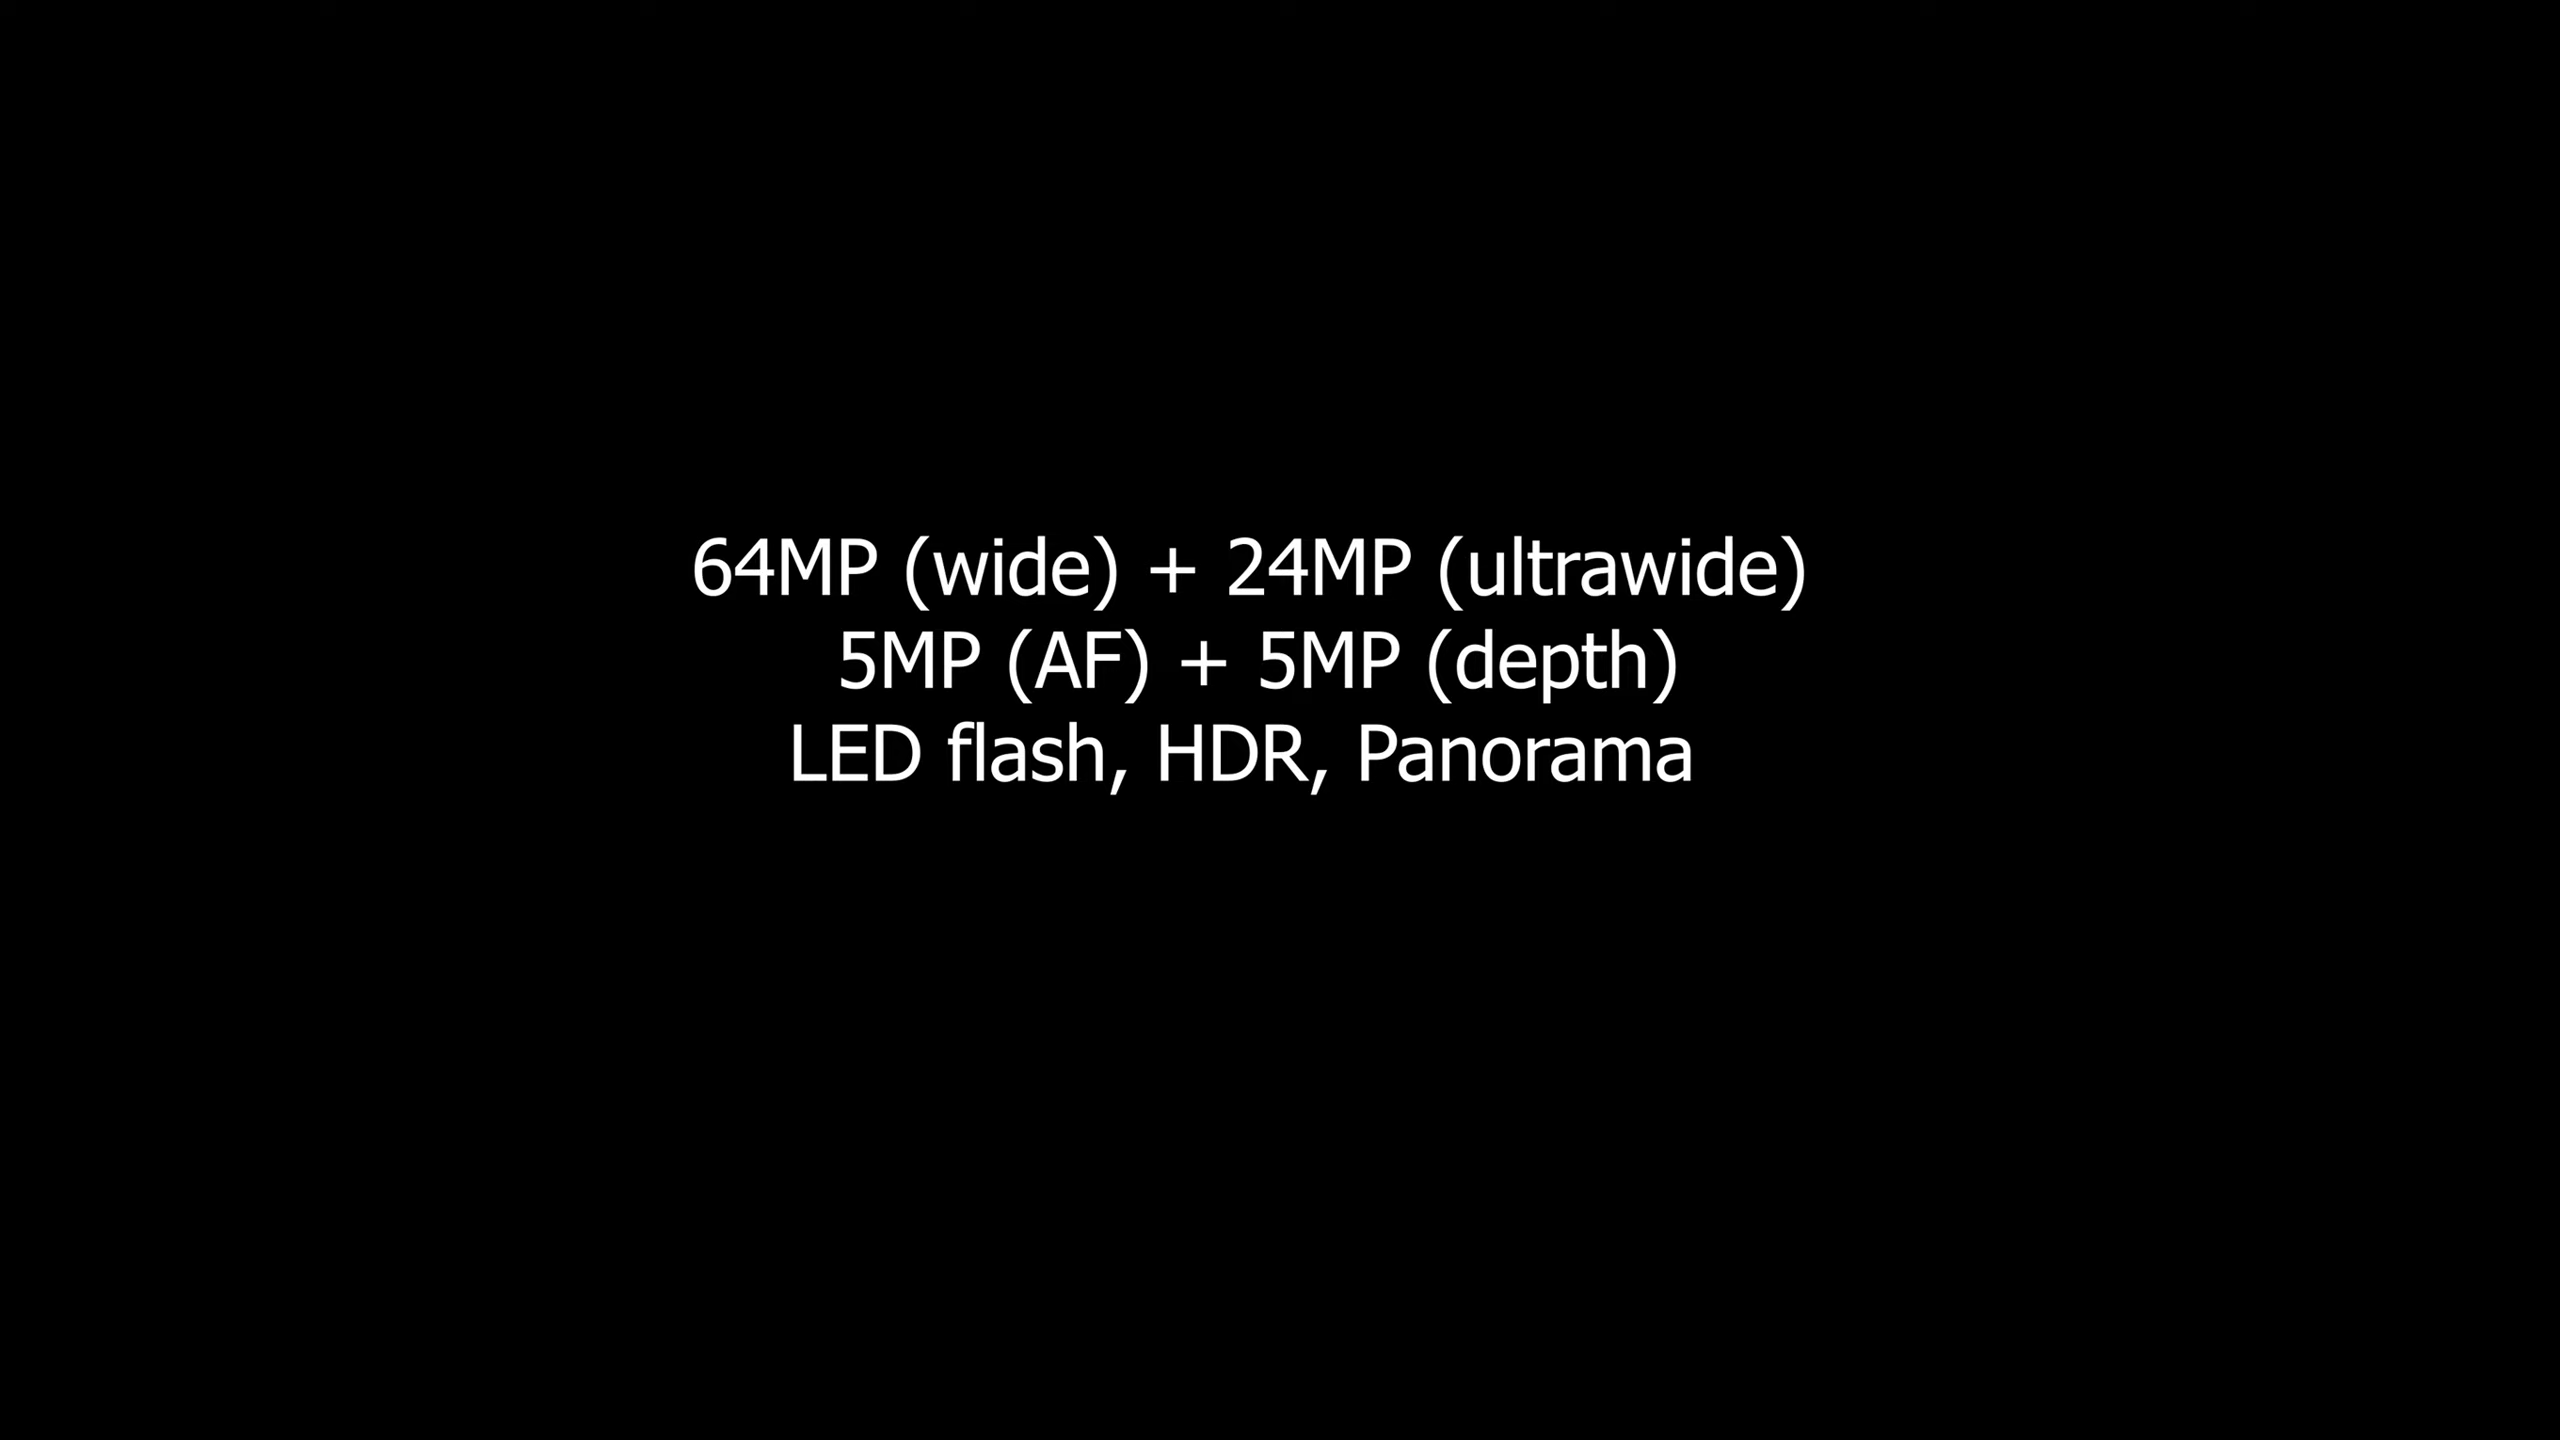 64MP (wide) + 24MP (ultrawide)
5MP (AF) + 5MP (depth)
LED flash, HDR, Panorama